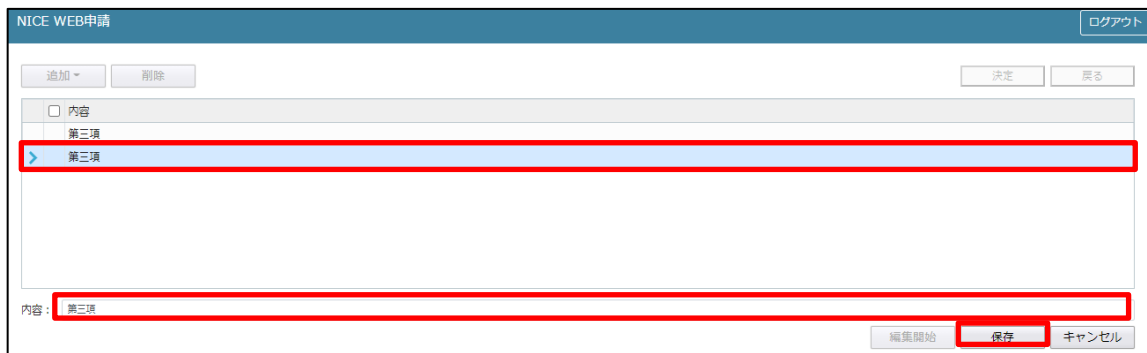 NICE WEB申請 ログアウト
追加 削除 決定 戻る
内容
第三項
第三項
内容： 第三項
編集開始 保存 キャンセル